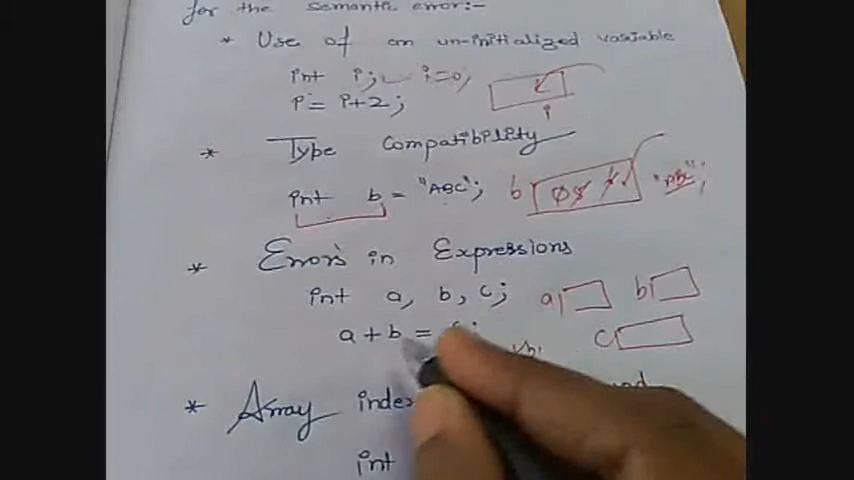 for the semantic error:-
* Use of an un-initialized variable
int i; i=0,
i = i+2; i
* Type Compatibility
int b = "ABC"; b "ABC";
* Errors in Expressions
int a, b, c; a b
a + b = c; c
* Array index
int